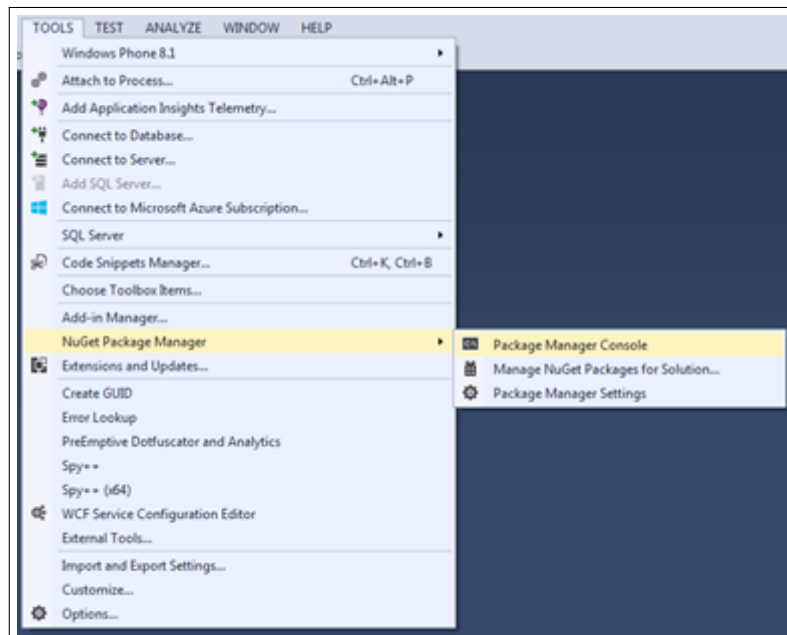 TOOLS TEST ANALYZE WINDOW HELP
Windows Phone 8.1
Attach to Process... Ctrl+Alt+P
Add Application Insights Telemetry...
Connect to Database...
Connect to Server...
Add SQL Server...
Connect to Microsoft Azure Subscription...
SQL Server
Code Snippets Manager... Ctrl+K, Ctrl+B
Choose Toolbox Items...
Add-in Manager...
NuGet Package Manager
Package Manager Console
Extensions and Updates...
Manage NuGet Packages for Solution...
Create GUID
Package Manager Settings
Error Lookup
PreEmptive Dotfuscator and Analytics
Spy++
Spy++ (x64)
WCF Service Configuration Editor
External Tools...
Import and Export Settings...
Customize...
Options...